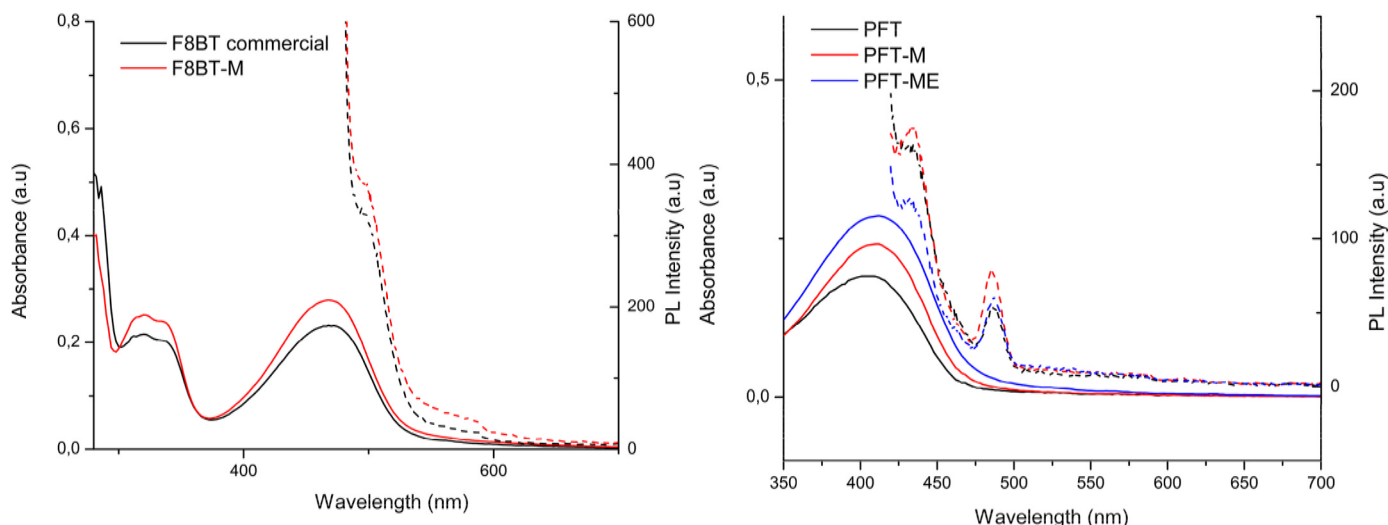 F8BT commercial
F8BT-M
0,8
0,6
0,4
0,2
0,0
Absorbance (a.u)
600
400
200
0
PL Intensity (a.u)
400
600
Wavelength (nm)
PFT
PFT-M
PFT-ME
0,5
0,0
Absorbance (a.u)
200
100
0
PL Intensity (a.u)
350
400
450
500
550
600
650
700
Wavelength (nm)